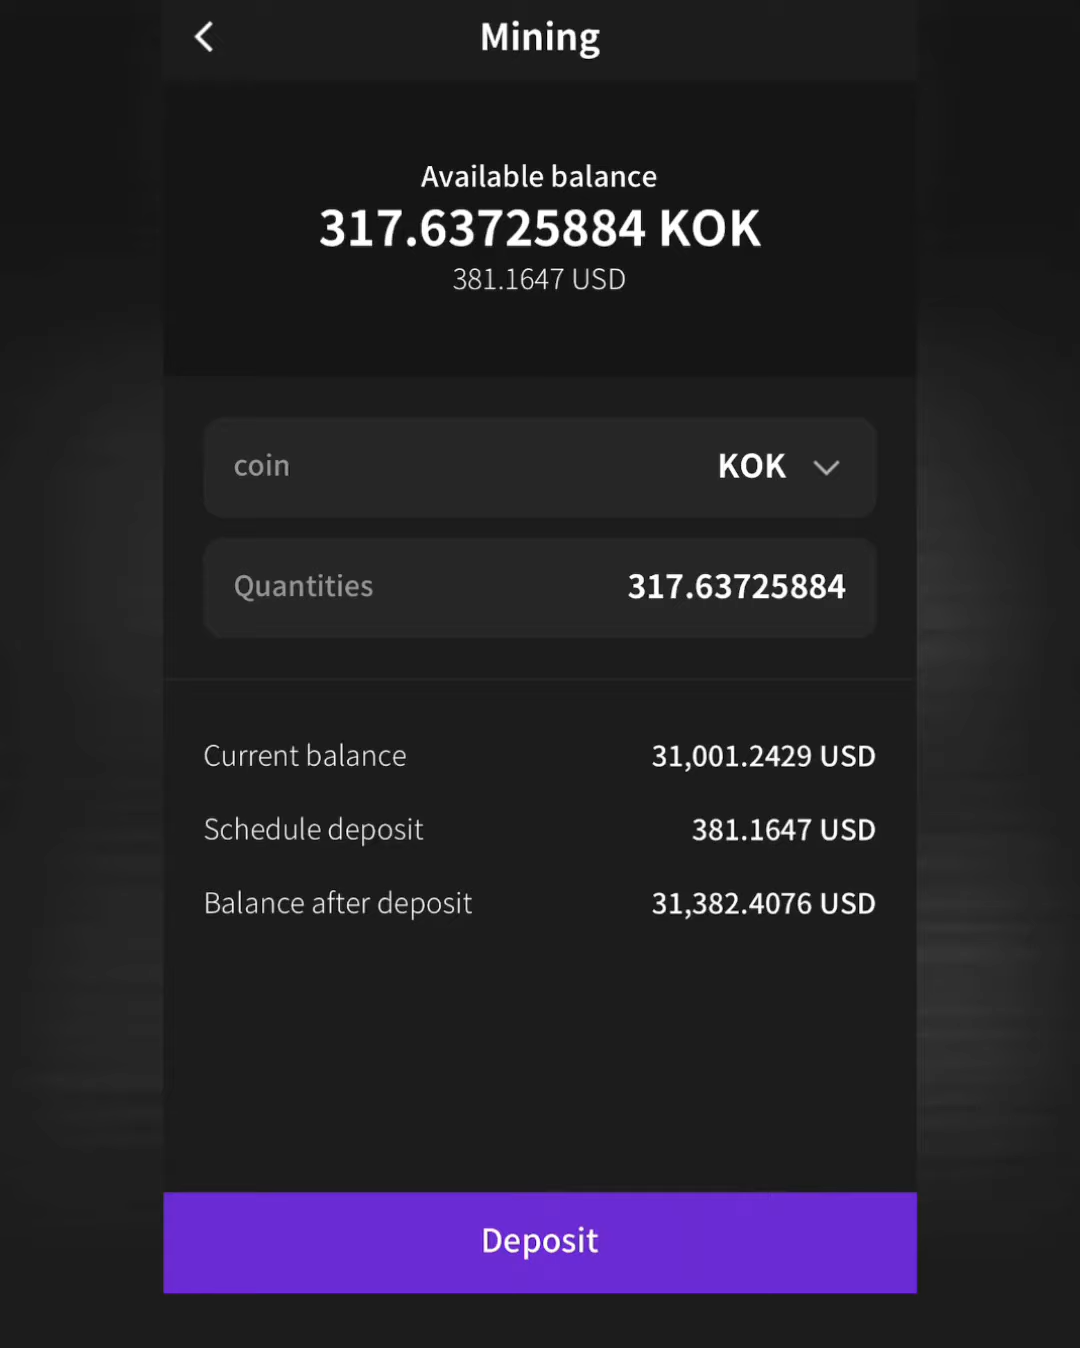 Mining
Available balance
317.63725884 KOK
381.1647 USD
coin KOK
Quantities 317.63725884
Current balance 31,001.2429 USD
Schedule deposit 381.1647 USD
Balance after deposit 31,382.4076 USD
Deposit